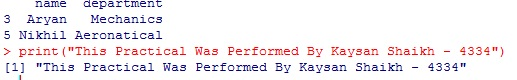 name department
3 Aryan Mechanics
5 Nikhil Aeronatical
> print("This Practical Was Performed By Kaysan Shaikh - 4334")
[1] "This Practical Was Performed By Kaysan Shaikh - 4334"